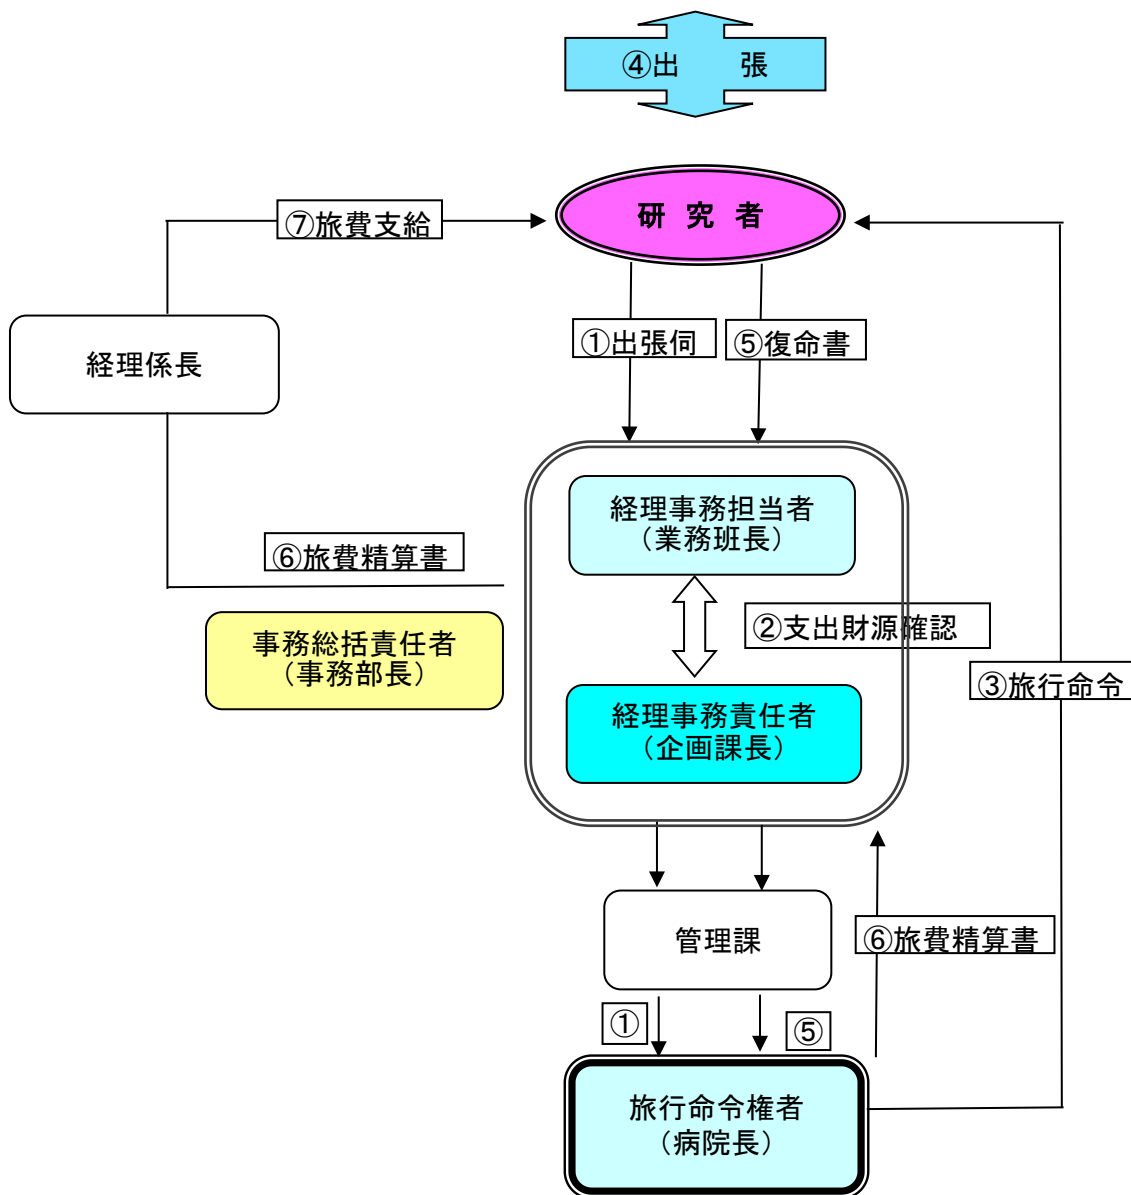 ④出　　張
研　究　者
⑦旅費支給
①出張伺
⑤復命書
経理係長
経理事務担当者
（業務班長）
⑥旅費精算書
②支出財源確認
事務総括責任者
（事務部長）
③旅行命令
経理事務責任者
（企画課長）
管理課
⑥旅費精算書
①
⑤
旅行命令権者
（病院長）